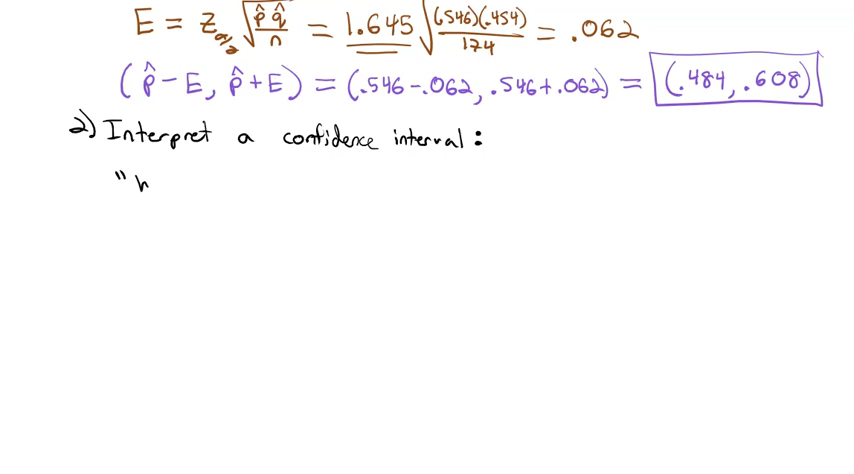 E = z_{α/2} √(p̂ q̂ / n) = 1.645 √((.546)(.454) / 174) = .062
(p̂ - E, p̂ + E) = (.546 - .062, .546 + .062) = (.484, .608)
2) Interpret a confidence interval:
"